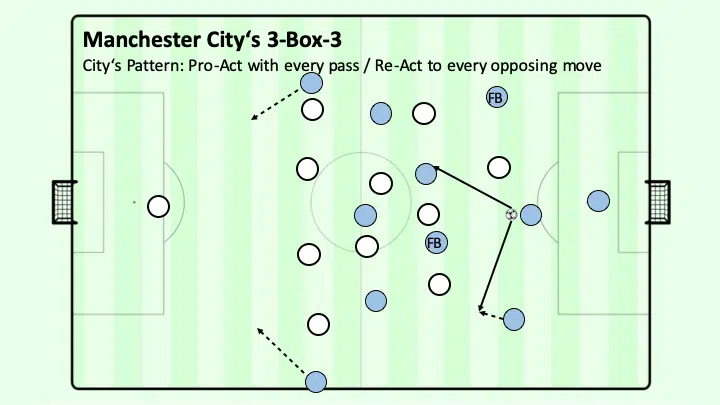 Manchester City‘s 3-Box-3
City‘s Pattern: Pro-Act with every pass / Re-Act to every opposing move
FB
FB